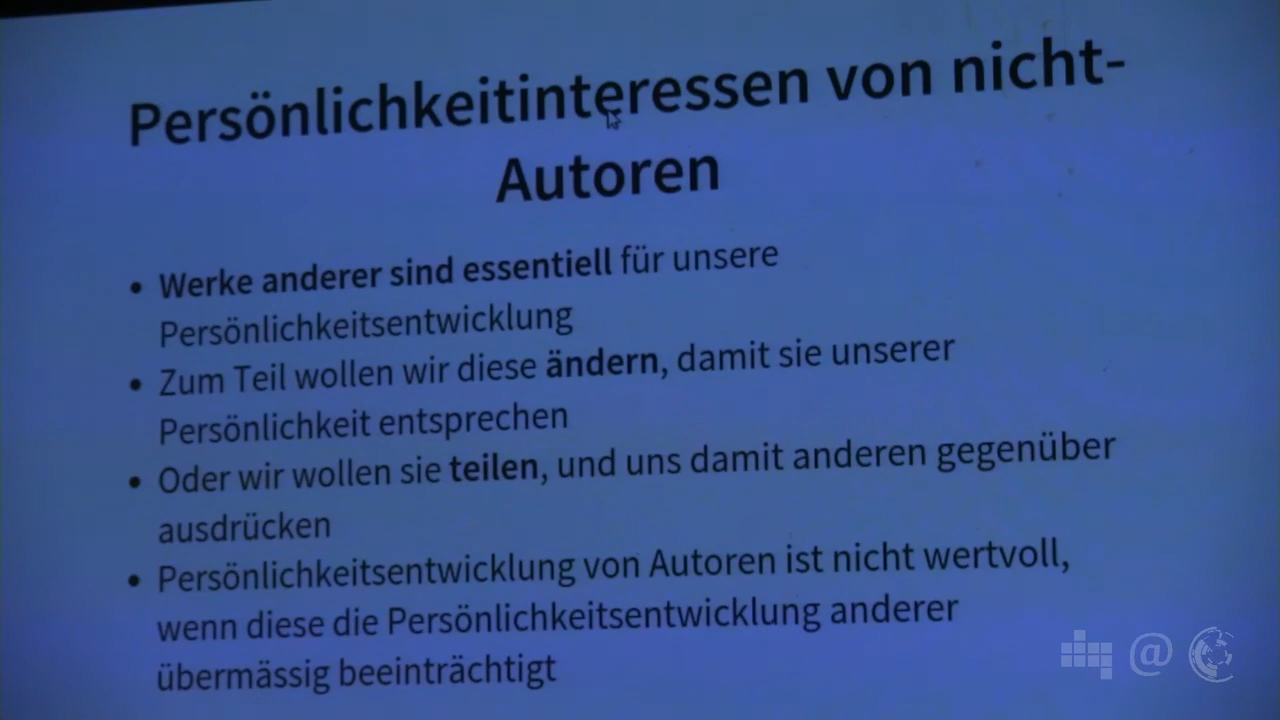 Persönlichkeitinteressen von nicht-
Autoren
• Werke anderer sind essentiell für unsere
Persönlichkeitsentwicklung
• Zum Teil wollen wir diese ändern, damit sie unserer
Persönlichkeit entsprechen
• Oder wir wollen sie teilen, und uns damit anderen gegenüber
ausdrücken
• Persönlichkeitsentwicklung von Autoren ist nicht wertvoll,
wenn diese die Persönlichkeitsentwicklung anderer
übermässig beeinträchtigt
@